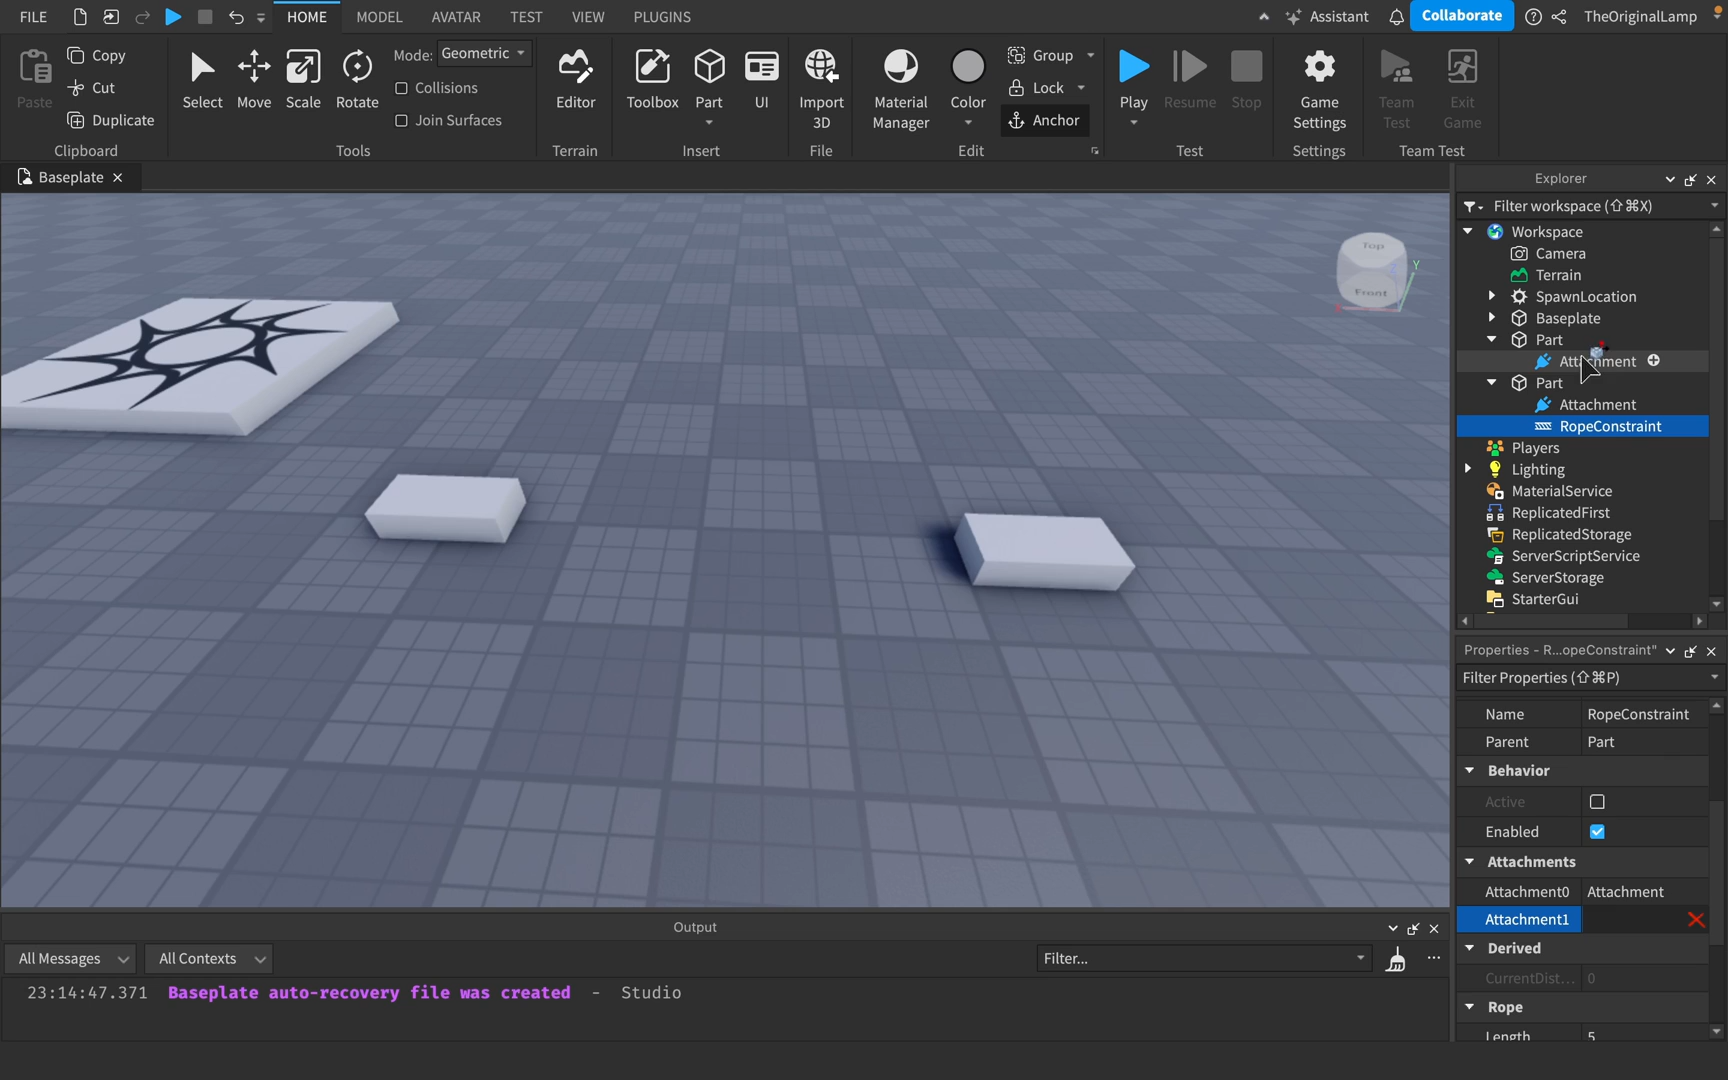 FILE HOME MODEL AVATAR TEST VIEW PLUGINS Assistant Collaborate TheOriginalLamp
Paste Copy Cut Duplicate
Clipboard
Select Move Scale Rotate
Mode: Geometric
Collisions
Join Surfaces
Tools
Editor
Terrain
Toolbox Part UI
Insert
Import 3D
File
Material Manager
Color
Group
Lock
Anchor
Edit
Play Resume Stop
Test
Game Settings
Settings
Team Test
Exit Game
Team Test
Baseplate
Top
Front
Y
Z
Explorer
Filter workspace (⇧⌘X)
Workspace
Camera
Terrain
SpawnLocation
Baseplate
Part
Attachment
Part
Attachment
RopeConstraint
Players
Lighting
MaterialService
ReplicatedFirst
ReplicatedStorage
ServerScriptService
ServerStorage
StarterGui
Properties - R...opeConstraint"
Filter Properties (⇧⌘P)
Name RopeConstraint
Parent Part
Behavior
Active
Enabled
Attachments
Attachment0 Attachment
Attachment1
Derived
CurrentDist... 0
Rope
Length 5
Output
All Messages All Contexts Filter...
23:14:47.371 Baseplate auto-recovery file was created - Studio